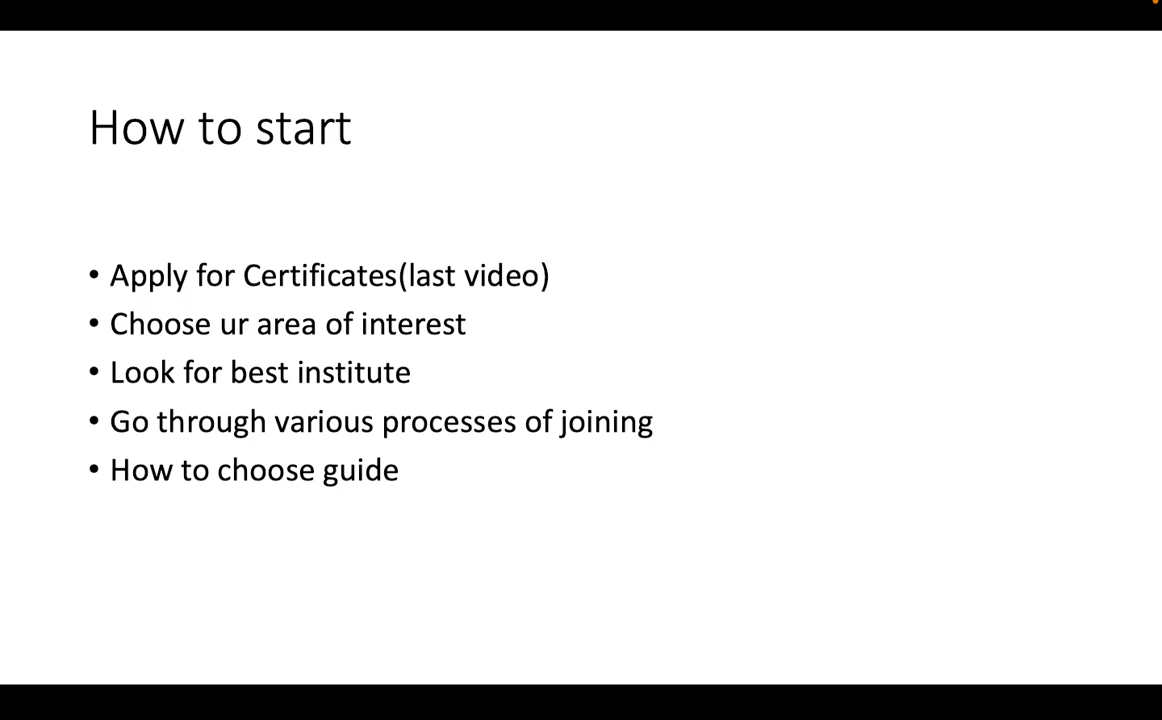 How to start
• Apply for Certificates(last video)
• Choose ur area of interest
• Look for best institute
• Go through various processes of joining
• How to choose guide